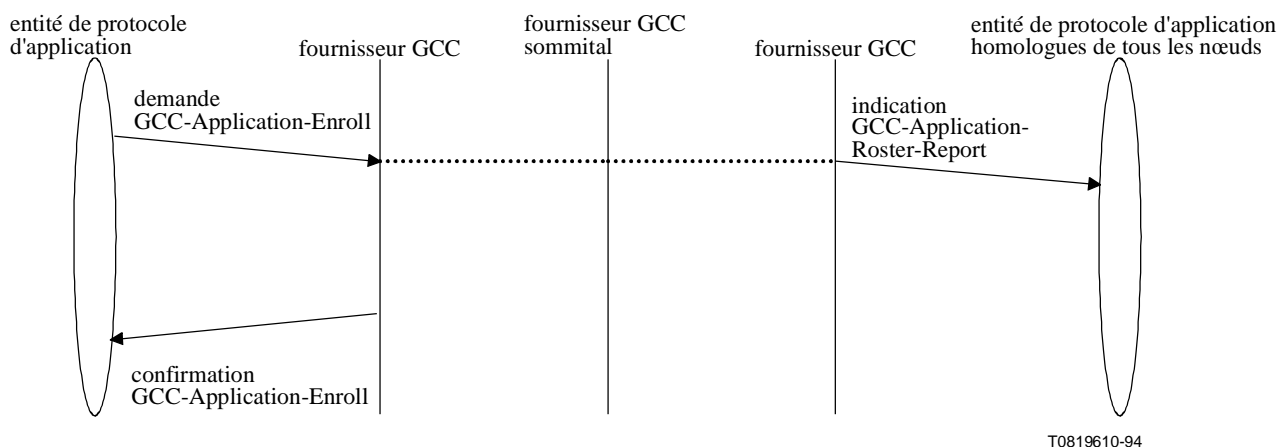 entité de protocole
d'application
fournisseur GCC
fournisseur GCC
sommital
fournisseur GCC
entité de protocole d'application
homologues de tous les nœuds
demande
GCC-Application-Enroll
indication
GCC-Application-
Roster-Report
confirmation
GCC-Application-Enroll
T0819610-94